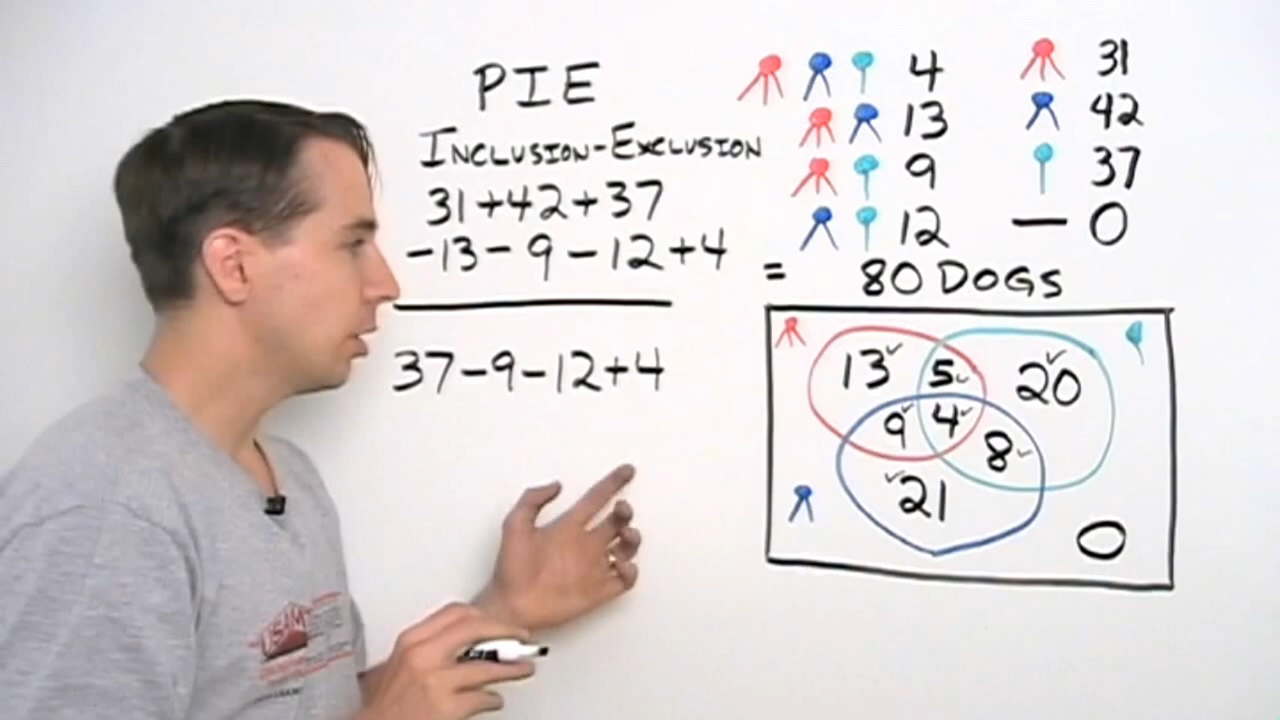 PIE
INCLUSION-EXCLUSION
31+42+37
-13-9-12+4
37-9-12+4
4
13
9
12
31
42
37
— 0
= 80 DOGS
13 5 20
9 4 8
21
0
USAM